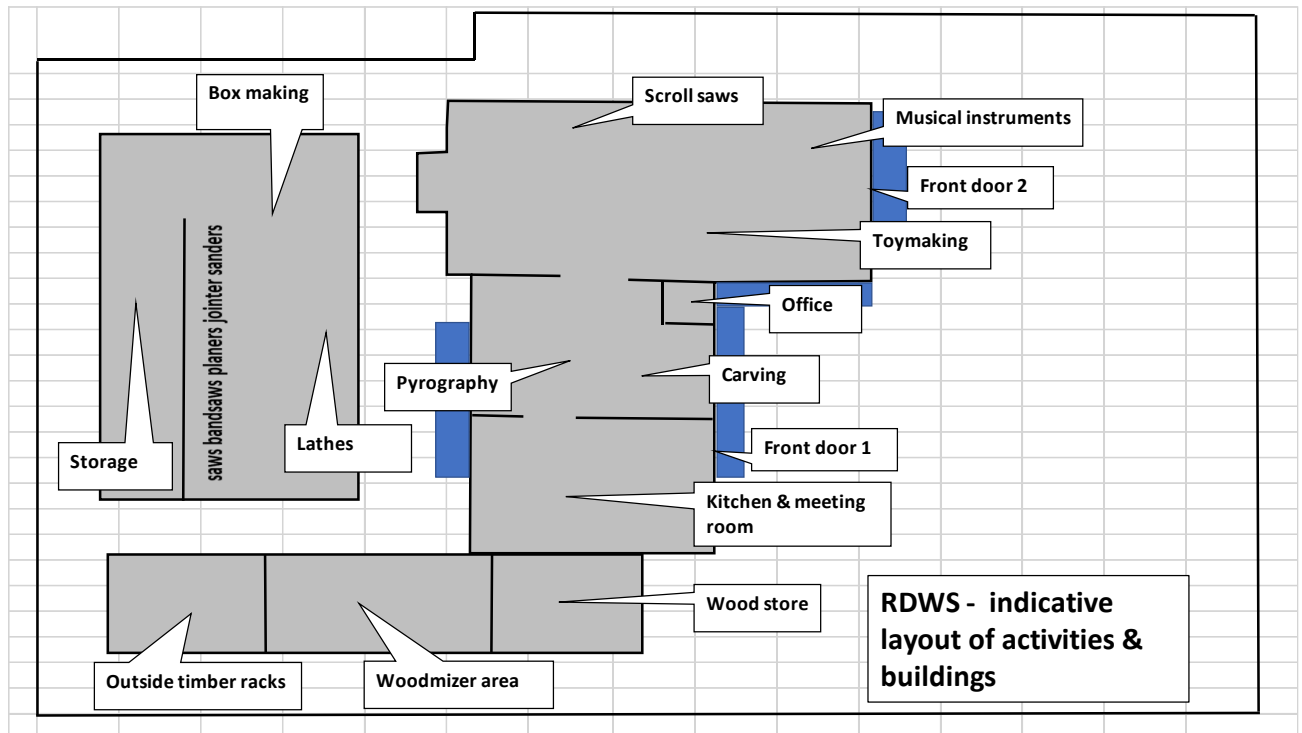 Box making
Scroll saws
Musical instruments
Front door 2
Toymaking
saws bandsaws planers jointer sanders
Office
Pyrography
Carving
Storage
Lathes
Front door 1
Kitchen & meeting
room
Wood store
Outside timber racks
Woodmizer area
RDWS - indicative
layout of activities &
buildings